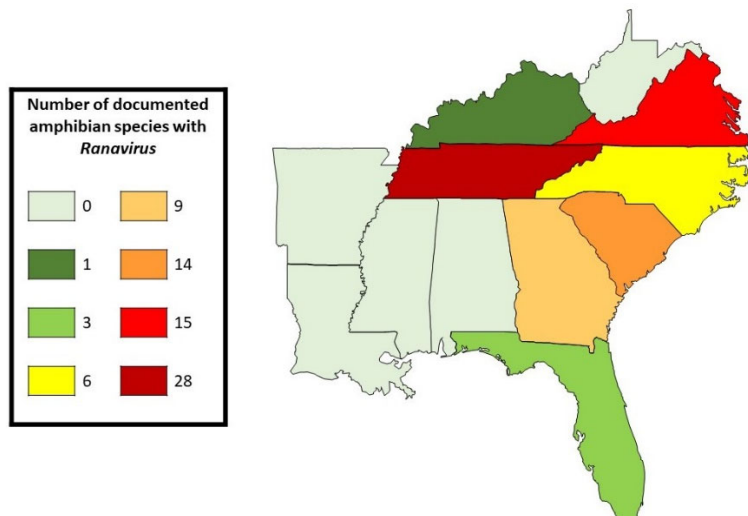 Number of documented
amphibian species with
Ranavirus
0 9
1 14
3 15
6 28